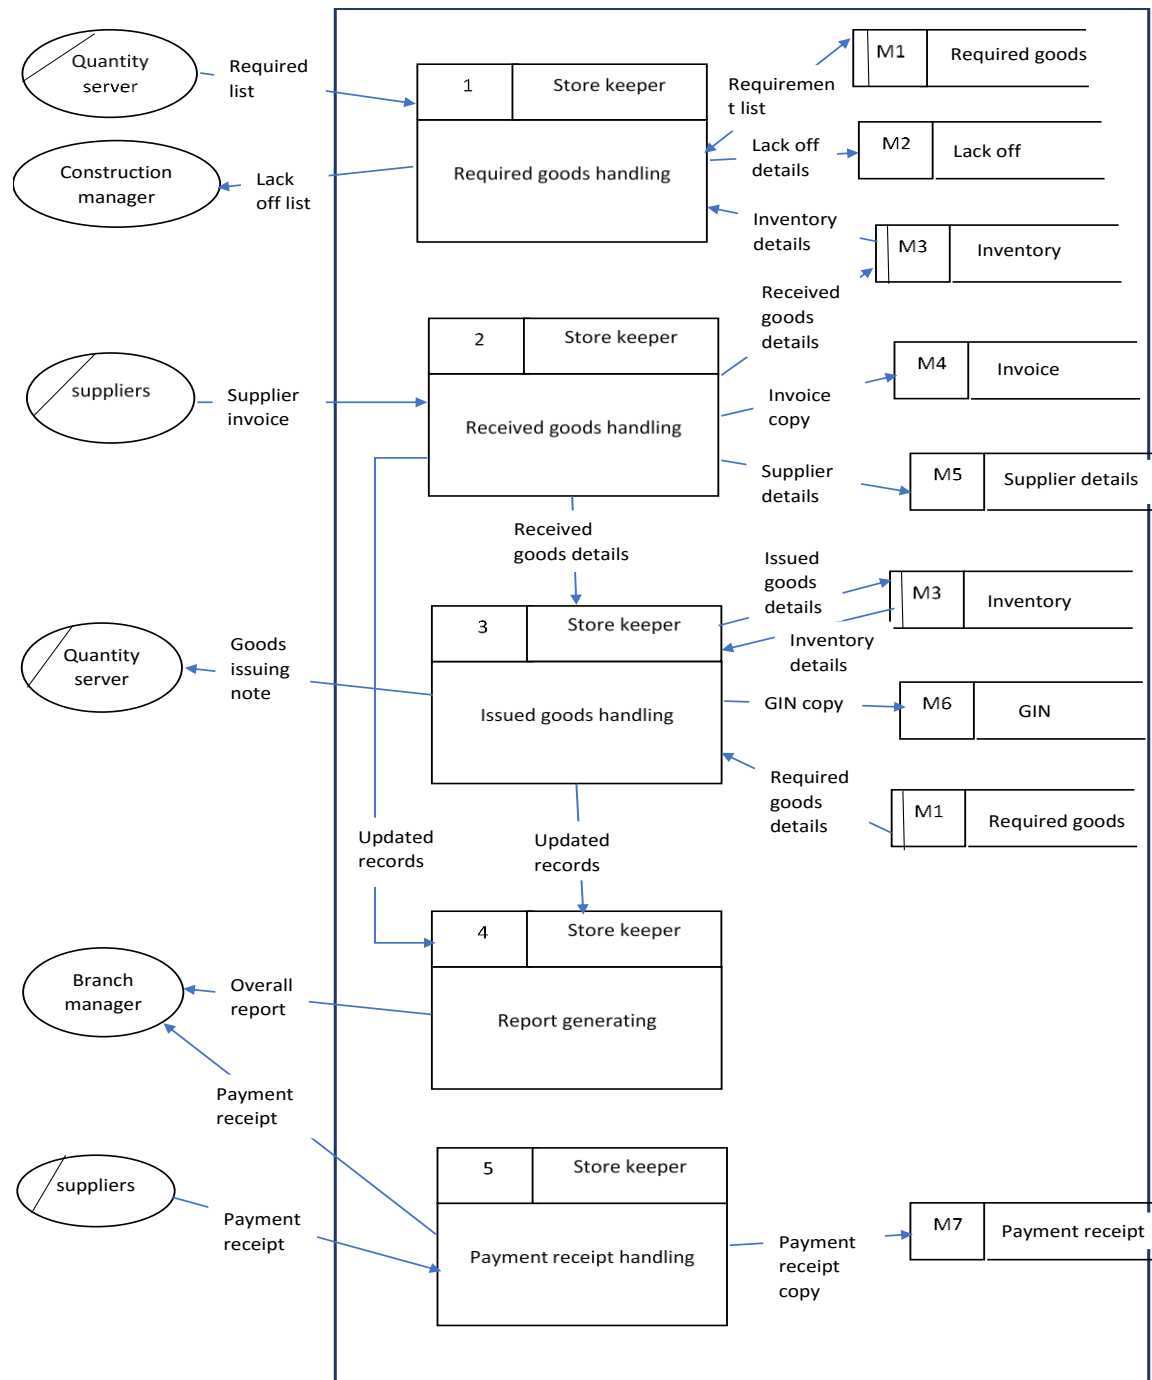 Quantity
server
Required
list
1
Store keeper
Required goods handling
Requiremen
t list
M1
Required goods
Construction
manager
Lack
off list
Lack off
details
M2
Lack off
Inventory
details
M3
Inventory
Received
goods
details
suppliers
Supplier
invoice
2
Store keeper
Received goods handling
Invoice
copy
M4
Invoice
Supplier
details
M5
Supplier details
Received
goods details
Issued
goods
details
M3
Inventory
Inventory
details
Quantity
server
Goods
issuing
note
3
Store keeper
Issued goods handling
GIN copy
M6
GIN
Required
goods
details
M1
Required goods
Updated
records
Updated
records
4
Store keeper
Report generating
Branch
manager
Overall
report
Payment
receipt
suppliers
Payment
receipt
5
Store keeper
Payment receipt handling
Payment
receipt
copy
M7
Payment receipt